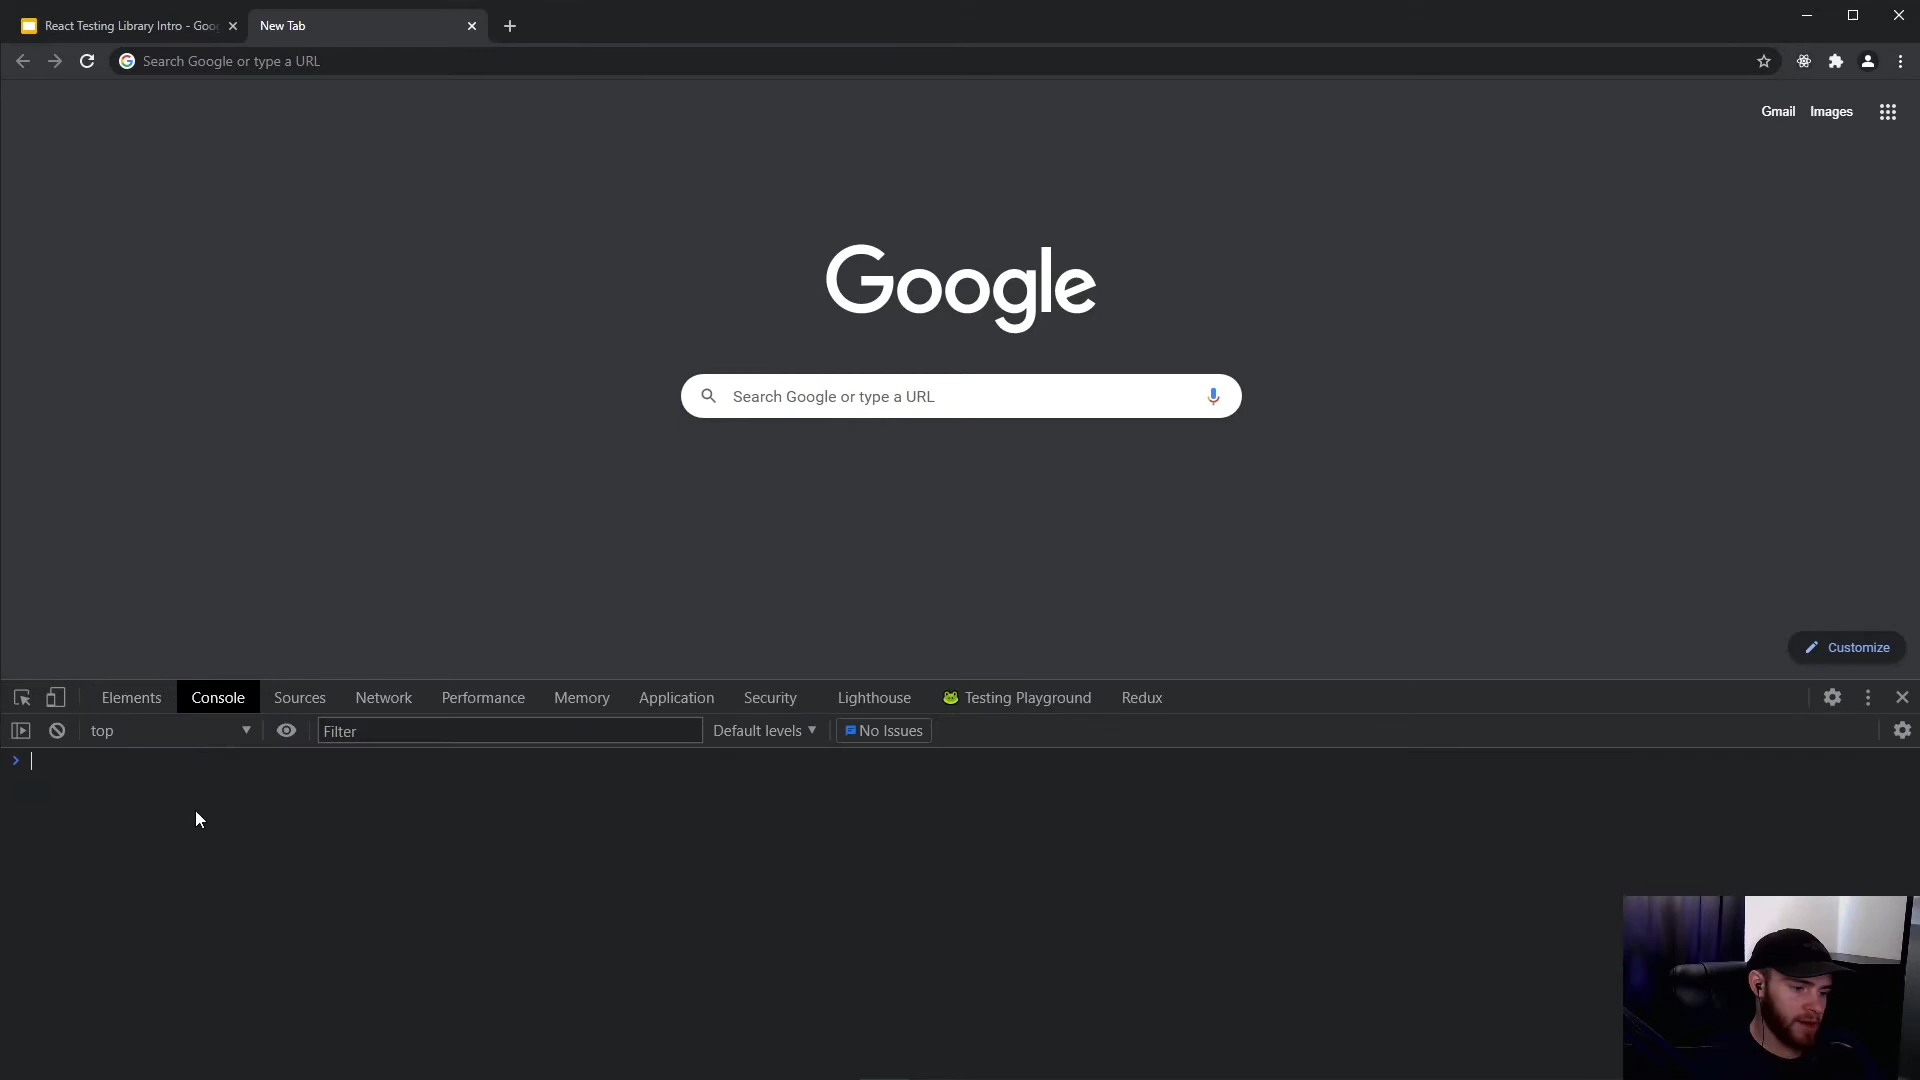 React Testing Library Intro - Goo
New Tab
Search Google or type a URL
Gmail Images
Google
Search Google or type a URL
Customize
Elements Console Sources Network Performance Memory Application Security Lighthouse Testing Playground Redux
top Filter Default levels No Issues